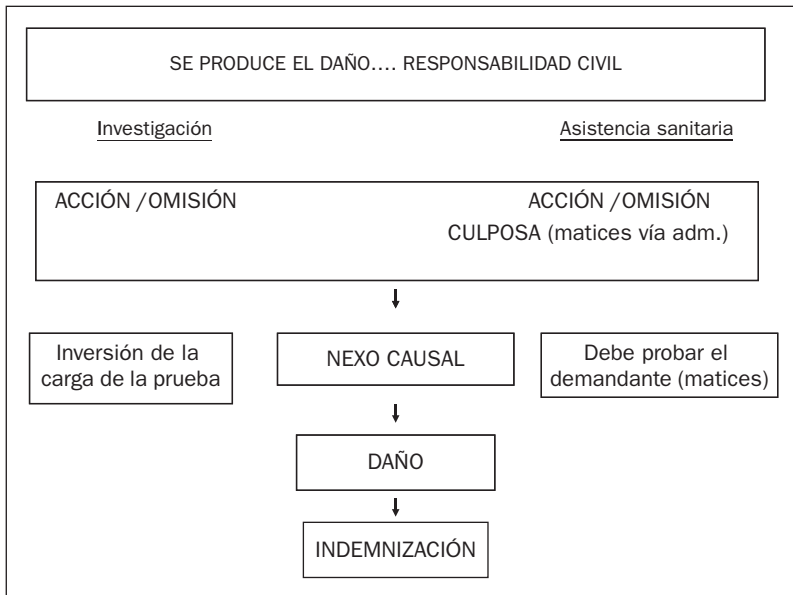 SE PRODUCE EL DAÑO.... RESPONSABILIDAD CIVIL
Investigación
Asistencia sanitaria
ACCIÓN /OMISIÓN
ACCIÓN /OMISIÓN
CULPOSA (matices vía adm.)
Inversión de la
carga de la prueba
NEXO CAUSAL
Debe probar el
demandante (matices)
DAÑO
INDEMNIZACIÓN